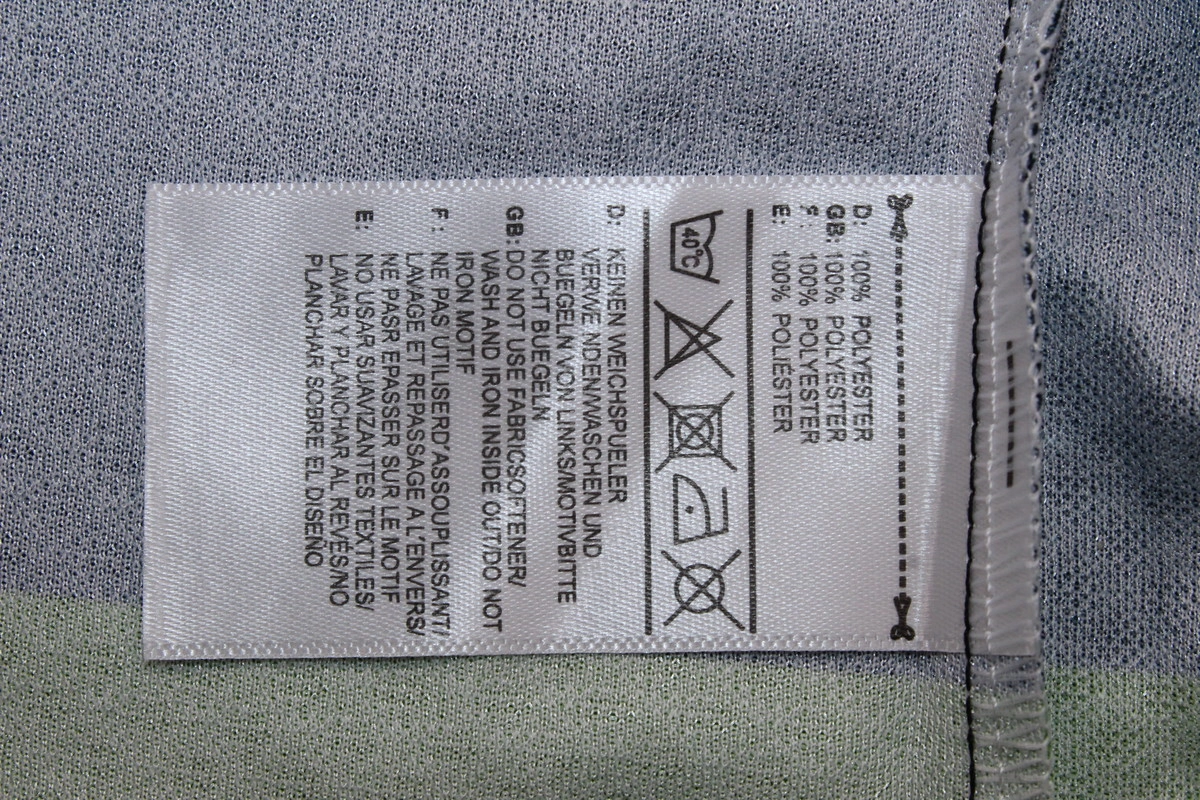 D: 100% POLYESTER
GB: 100% POLYESTER
F: 100% POLYESTER
E: 100% POLIÉSTER
40°C
D: KEINEN WEICHSPUELER
VERWE NDEN/WASCHEN UND
BUEGELN VON LINKS/MOTIVBITTE
NICHT BUEGELN
GB: DO NOT USE FABRICSOFTENER/
WASH AND IRON INSIDE OUT/DO NOT
IRON MOTIF
F: NE PAS UTILISERD'ASSOUPLISSANT/
LAVAGE ET REPASSAGE A L'ENVERS/
NE PASR EPASSER SUR LE MOTIF
E: NO USAR SUAVIZANTES TEXTILES/
LAVAR Y PLANCHAR AL REVÉS/NO
PLANCHAR SOBRE EL DISENO